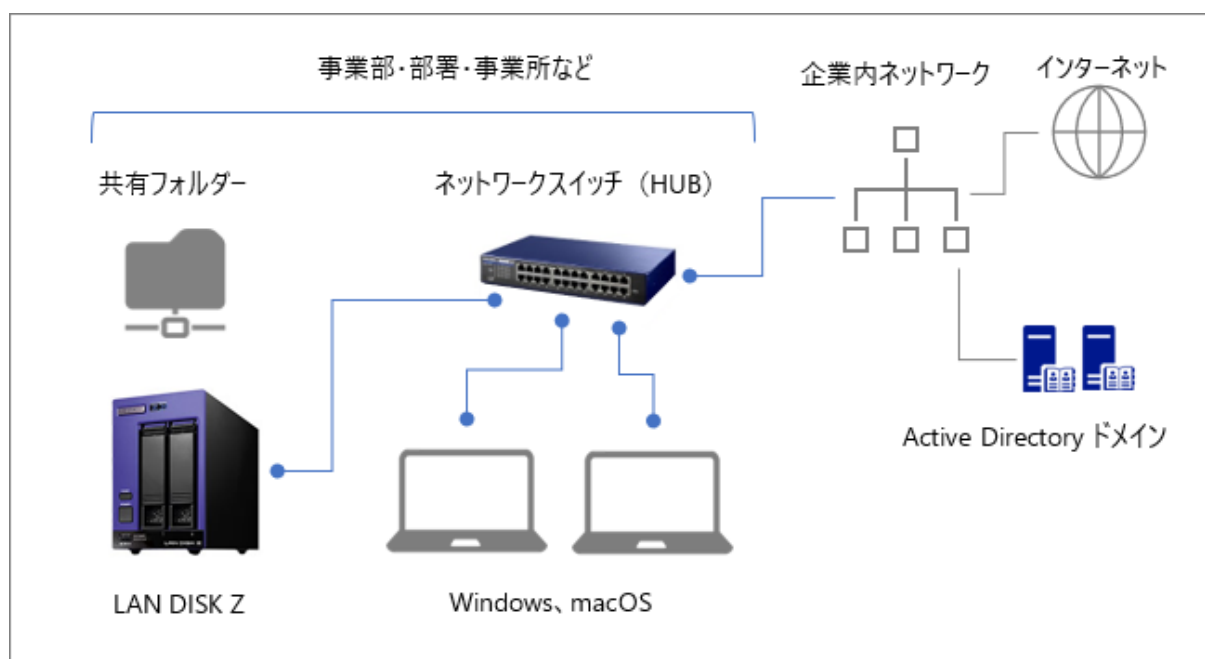 事業部・部署・事業所など
企業内ネットワーク
インターネット
共有フォルダー
ネットワークスイッチ（HUB）
Active Directory ドメイン
LAN DISK Z
Windows、macOS